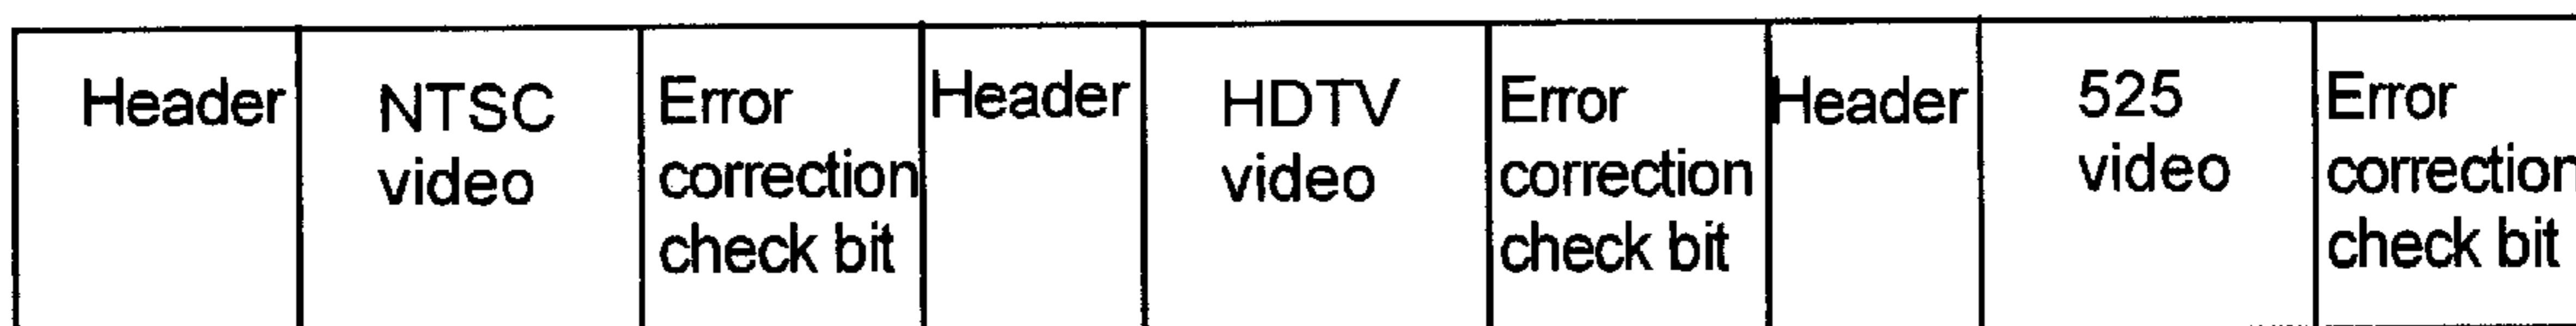 Header
NTSC
video
Error
correction
check bit
Header
HDTV
video
Error
correction
check bit
Header
525
video
Error
correction
check bit